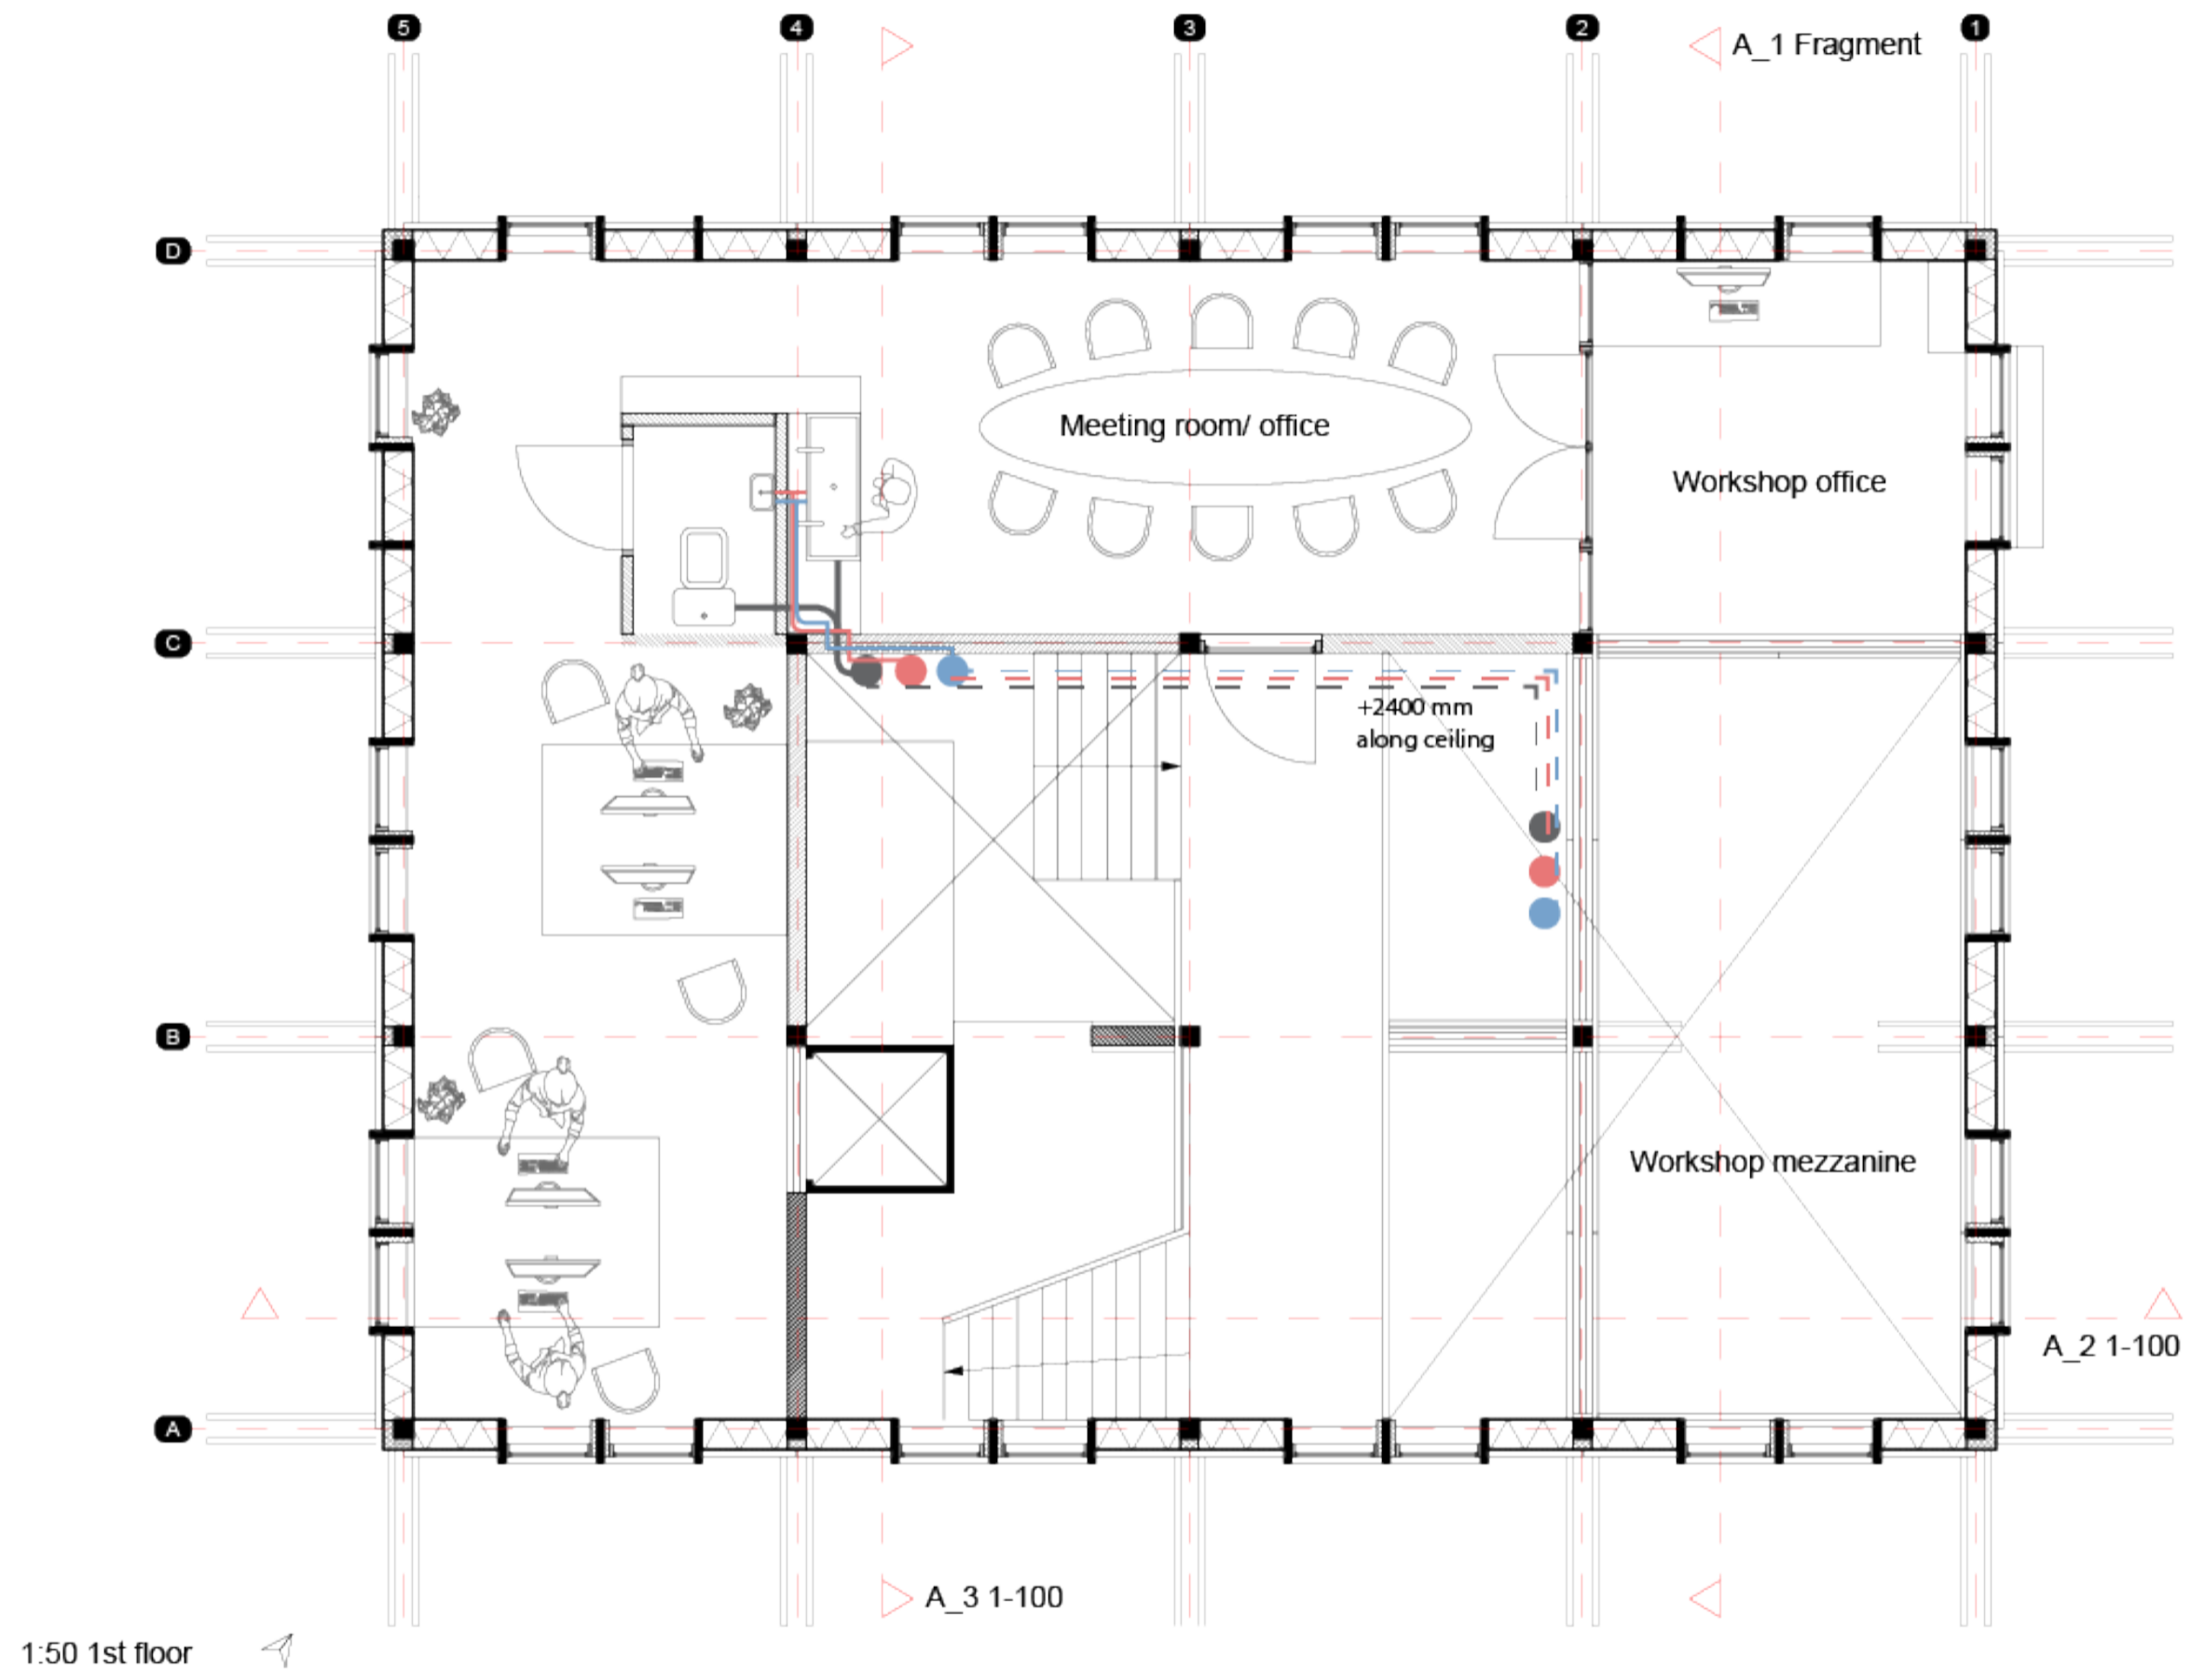 5
4
3
2
1
A_1 Fragment
D
Meeting room/ office
Workshop office
C
+2400 mm
along ceiling
B
Workshop mezzanine
A_2 1-100
A
A_3 1-100
1:50 1st floor